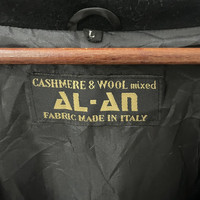 L
CASHMERE & WOOL mixed
AL-AN
FABRIC MADE IN ITALY